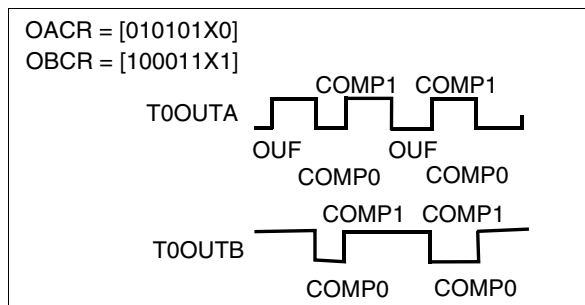 OACR = [010101X0]
OBCR = [100011X1]
COMP1 COMP1
T0OUTA
OUF OUF
COMP0 COMP0
COMP1 COMP1
T0OUTB
COMP0 COMP0